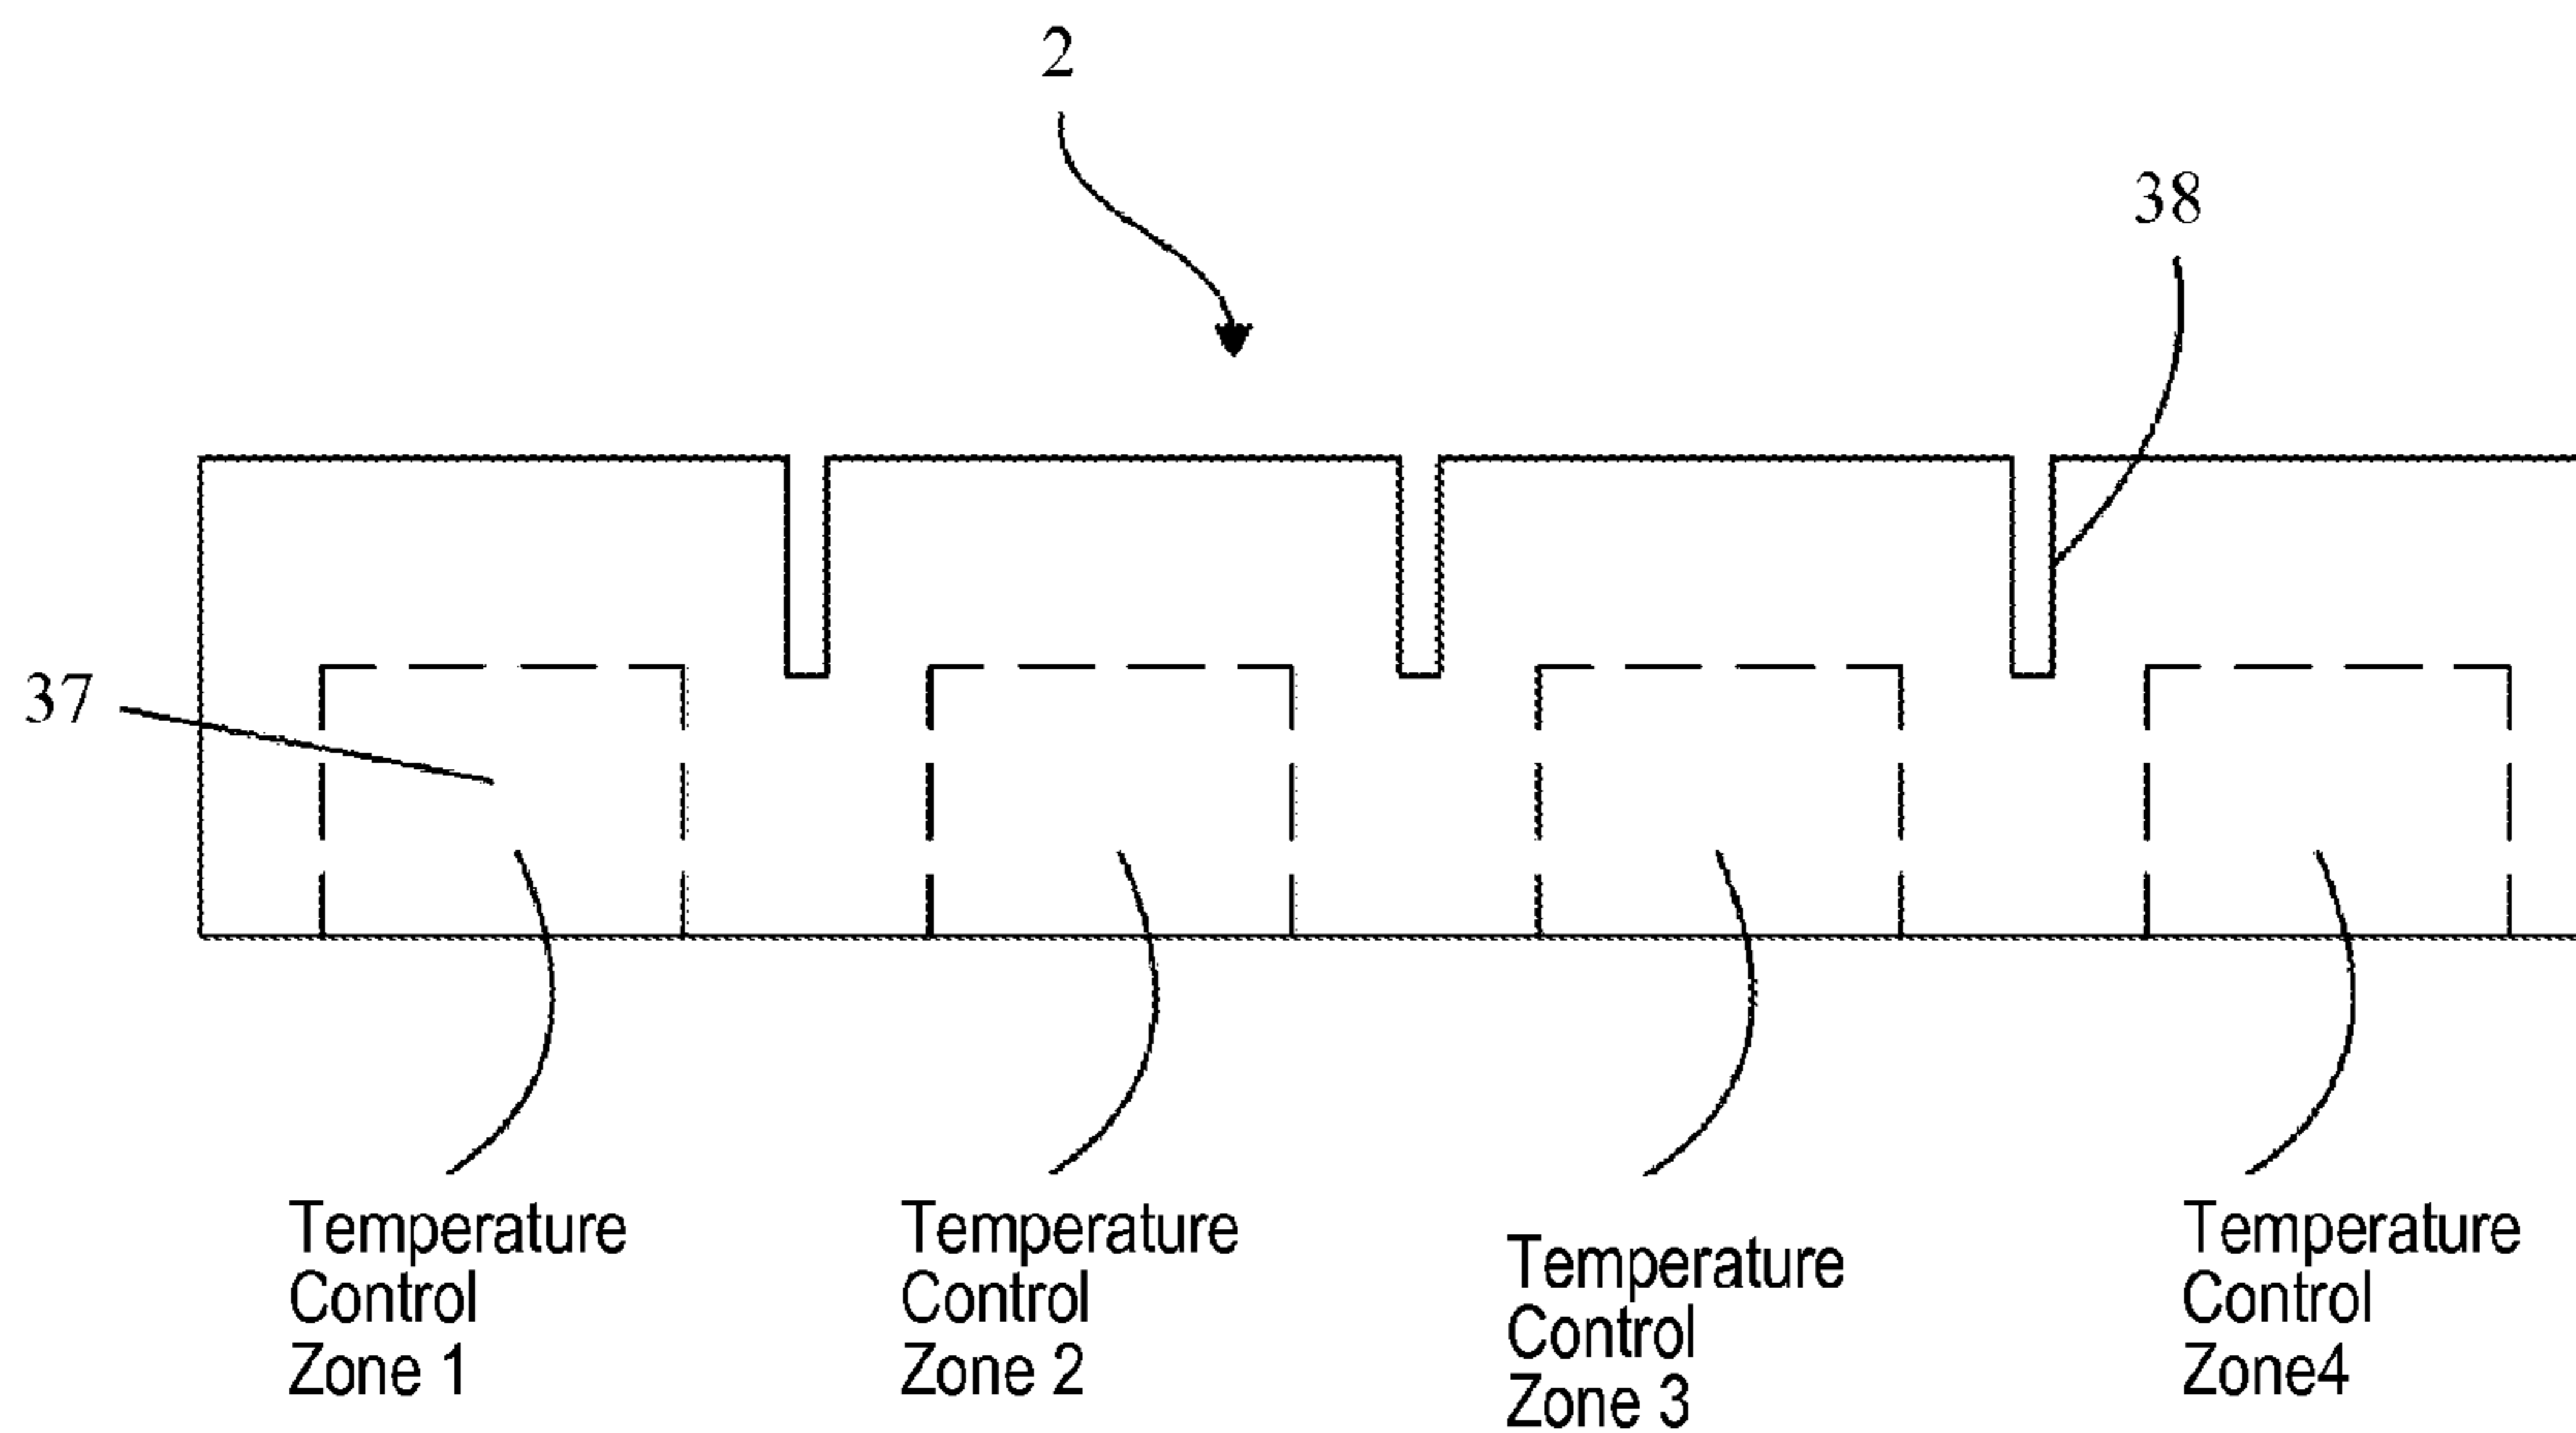 2
38
37
Temperature
Control
Zone 1
Temperature
Control
Zone 2
Temperature
Control
Zone 3
Temperature
Control
Zone4